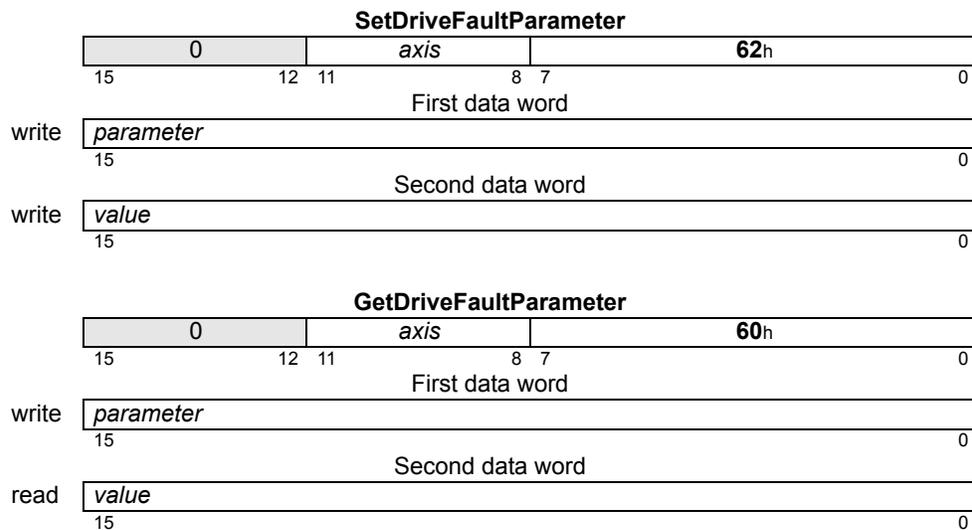 SetDriveFaultParameter
0 axis 62h
15 12 11 8 7 0
First data word
write parameter
15 0
Second data word
write value
15 0
GetDriveFaultParameter
0 axis 60h
15 12 11 8 7 0
First data word
write parameter
15 0
Second data word
read value
15 0